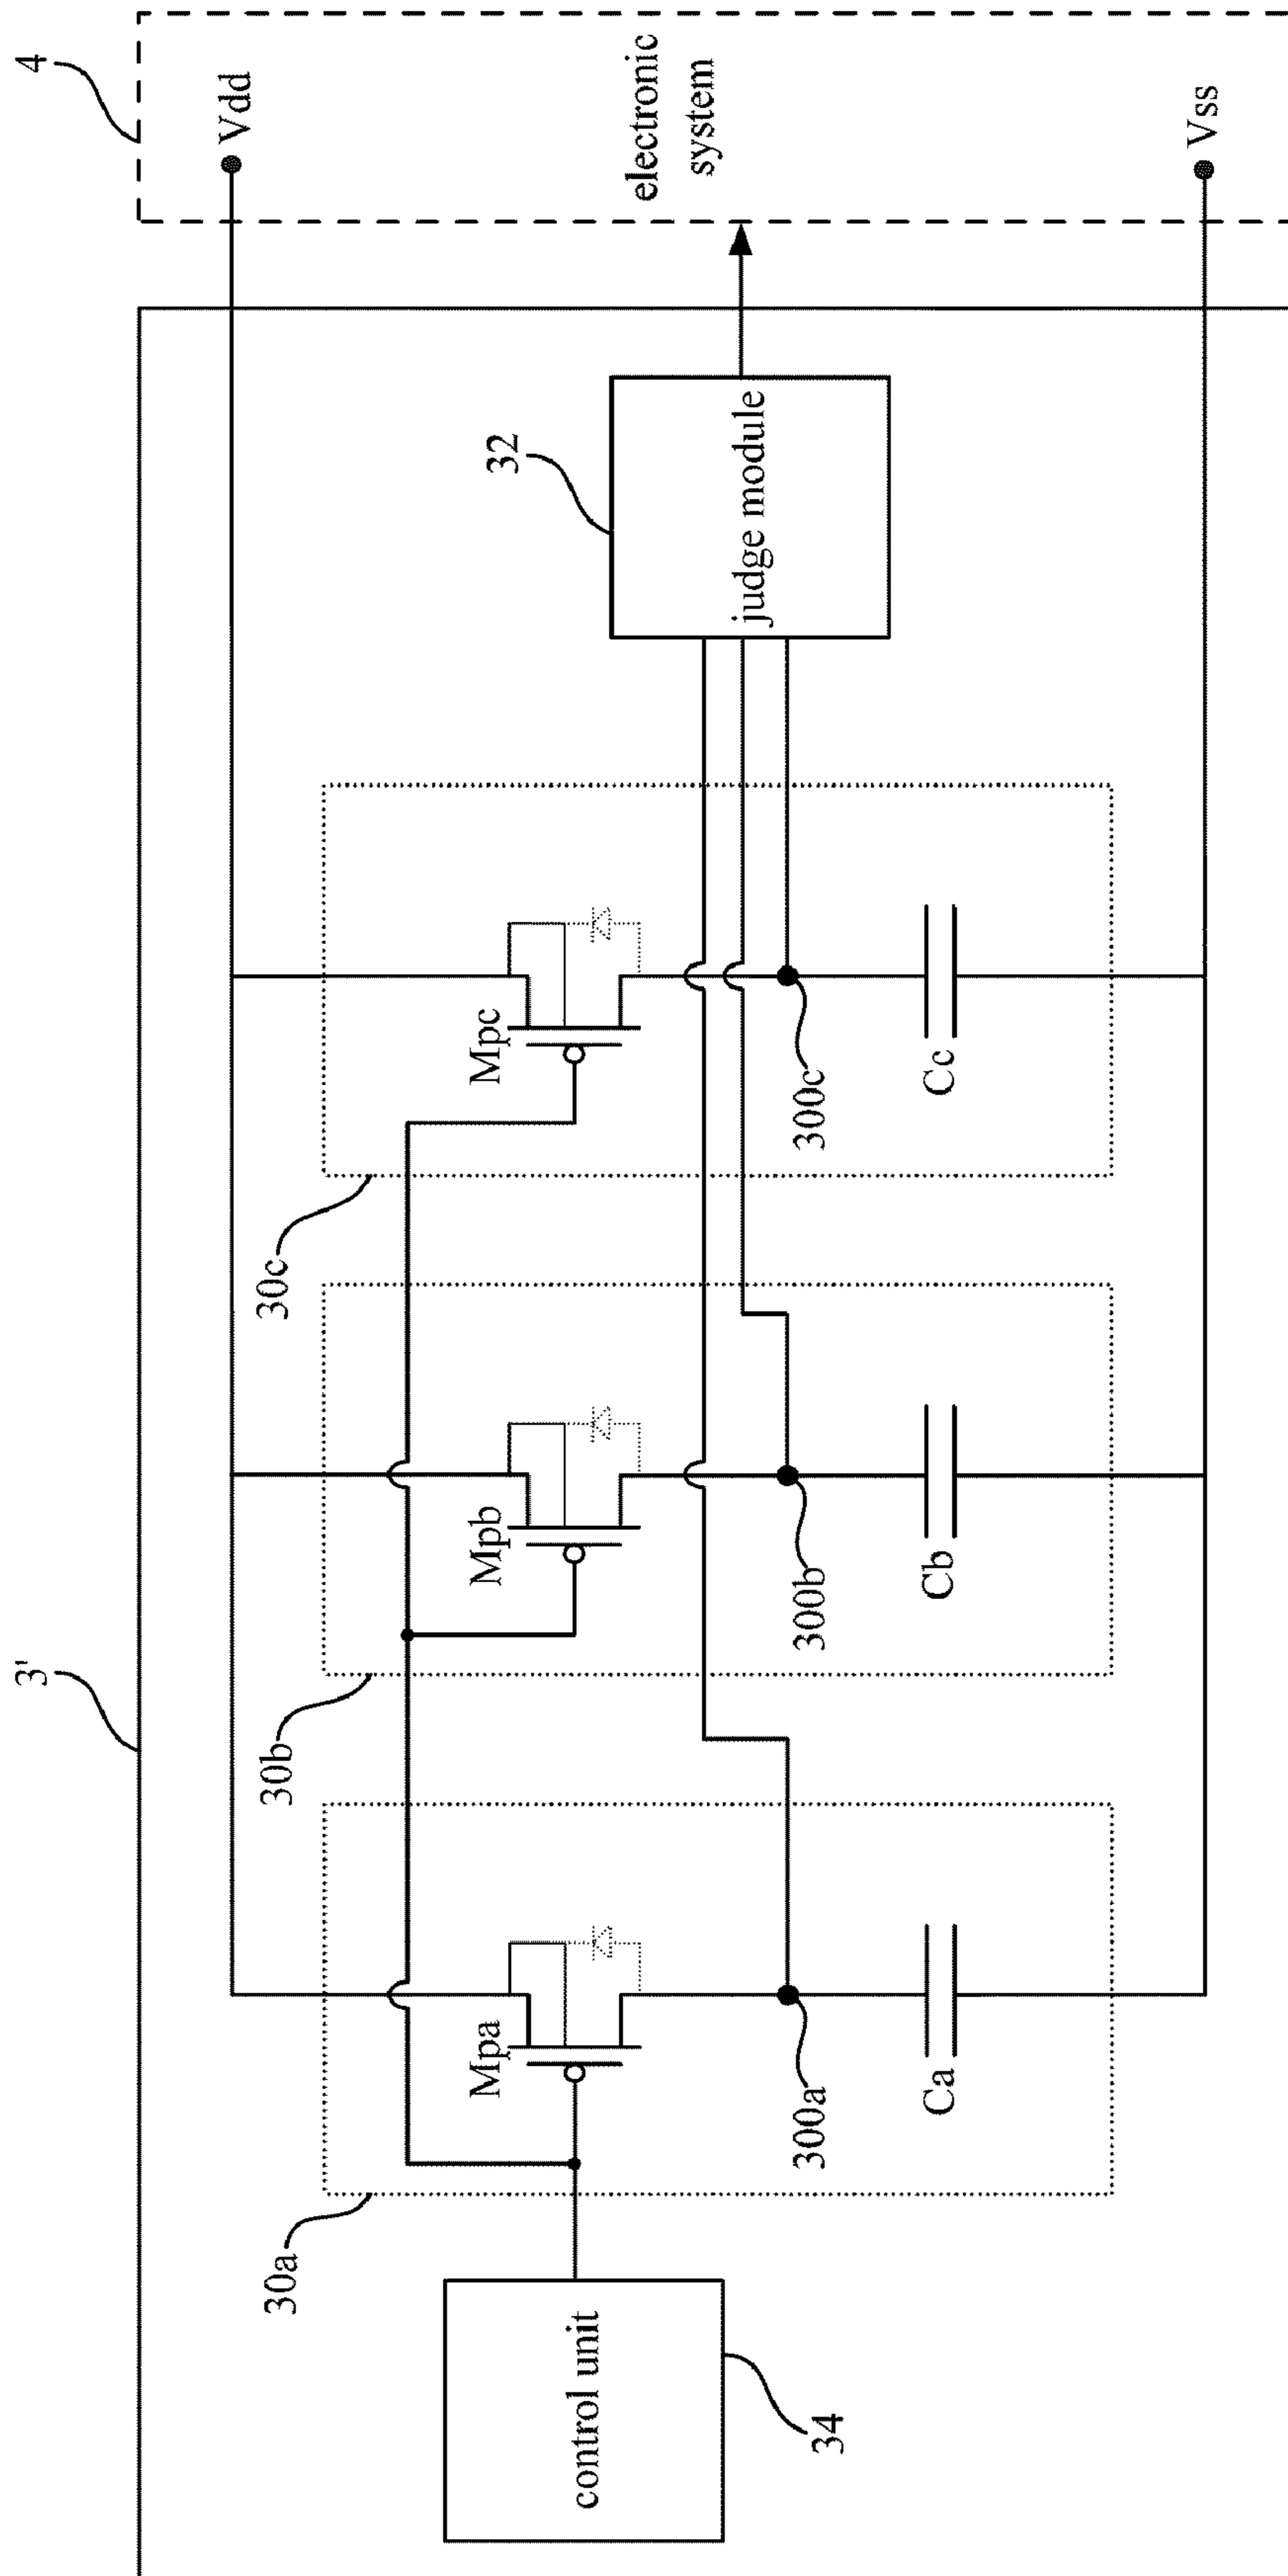 3'
4
Vdd
30a
30b
30c
Mpa
Mpb
Mpc
control unit
34
32
judge module
electronic
system
300a
300b
300c
Ca
Cb
Cc
Vss